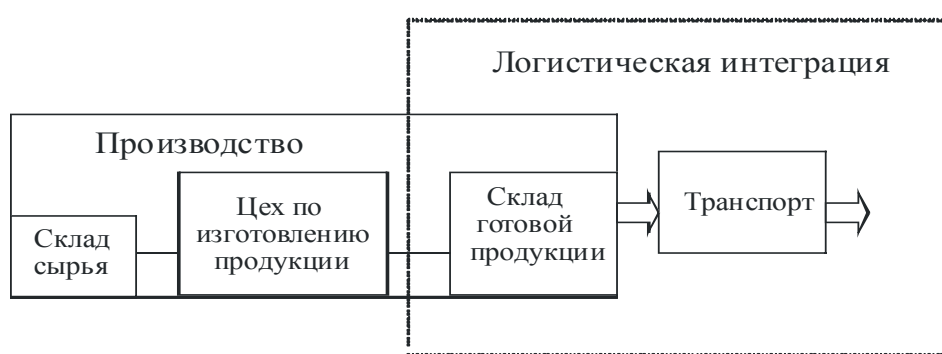 Логистическая интеграция
Производство
Склад
сырья
Цех по
изготовлению
продукции
Склад
готовой
продукции
Транспорт